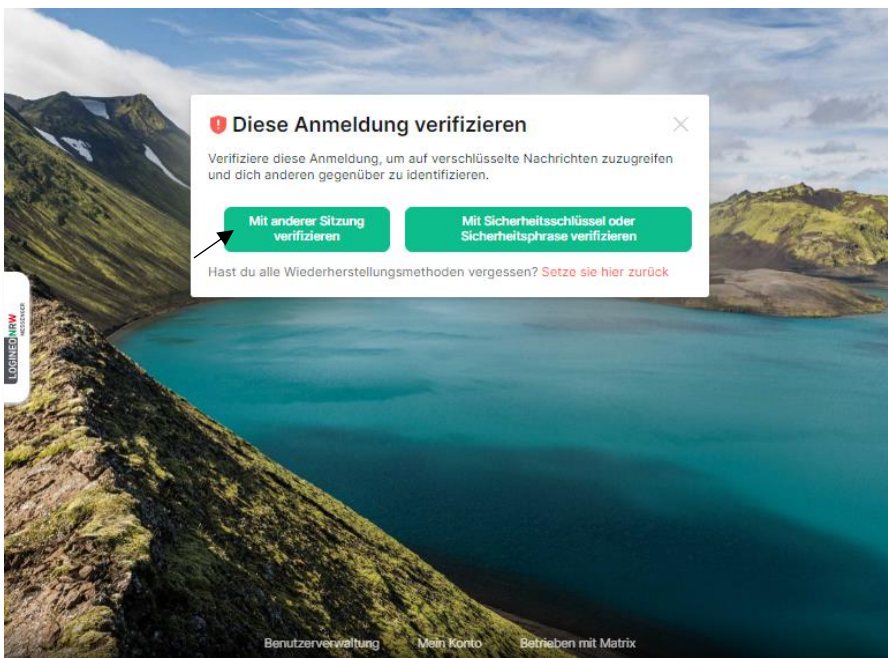 Diese Anmeldung verifizieren
Verifiziere diese Anmeldung, um auf verschlüsselte Nachrichten zuzugreifen
und dich anderen gegenüber zu identifizieren.
Mit anderer Sitzung
verifizieren
Mit Sicherheitsschlüssel oder
Sicherheitsphrase verifizieren
Hast du alle Wiederherstellungsmethoden vergessen? Setze sie hier zurück
LOGINEO NRW
MESSENGER
Benutzerverwaltung Mein Konto Betrieben mit Matrix